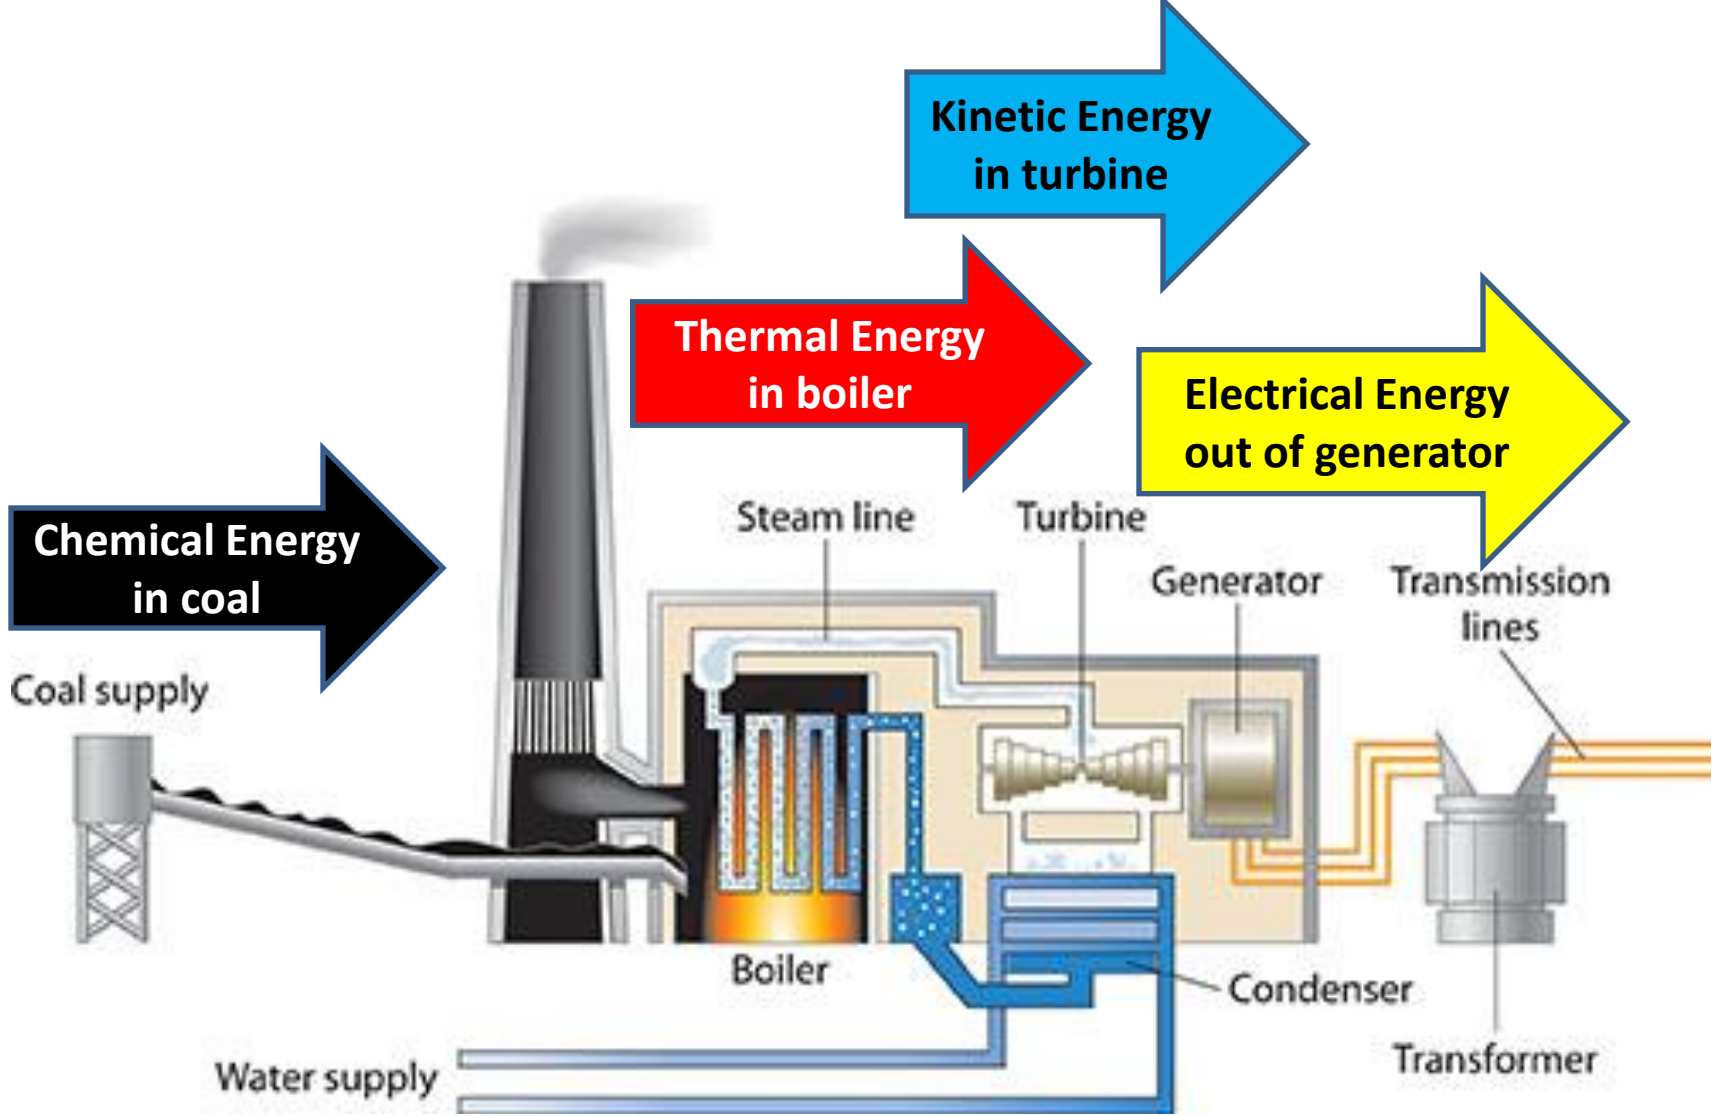 Kinetic Energy
in turbine
Thermal Energy
in boiler
Electrical Energy
out of generator
Chemical Energy
in coal
Steam line
Turbine
Generator
Transmission
lines
Coal supply
Boiler
Condenser
Water supply
Transformer